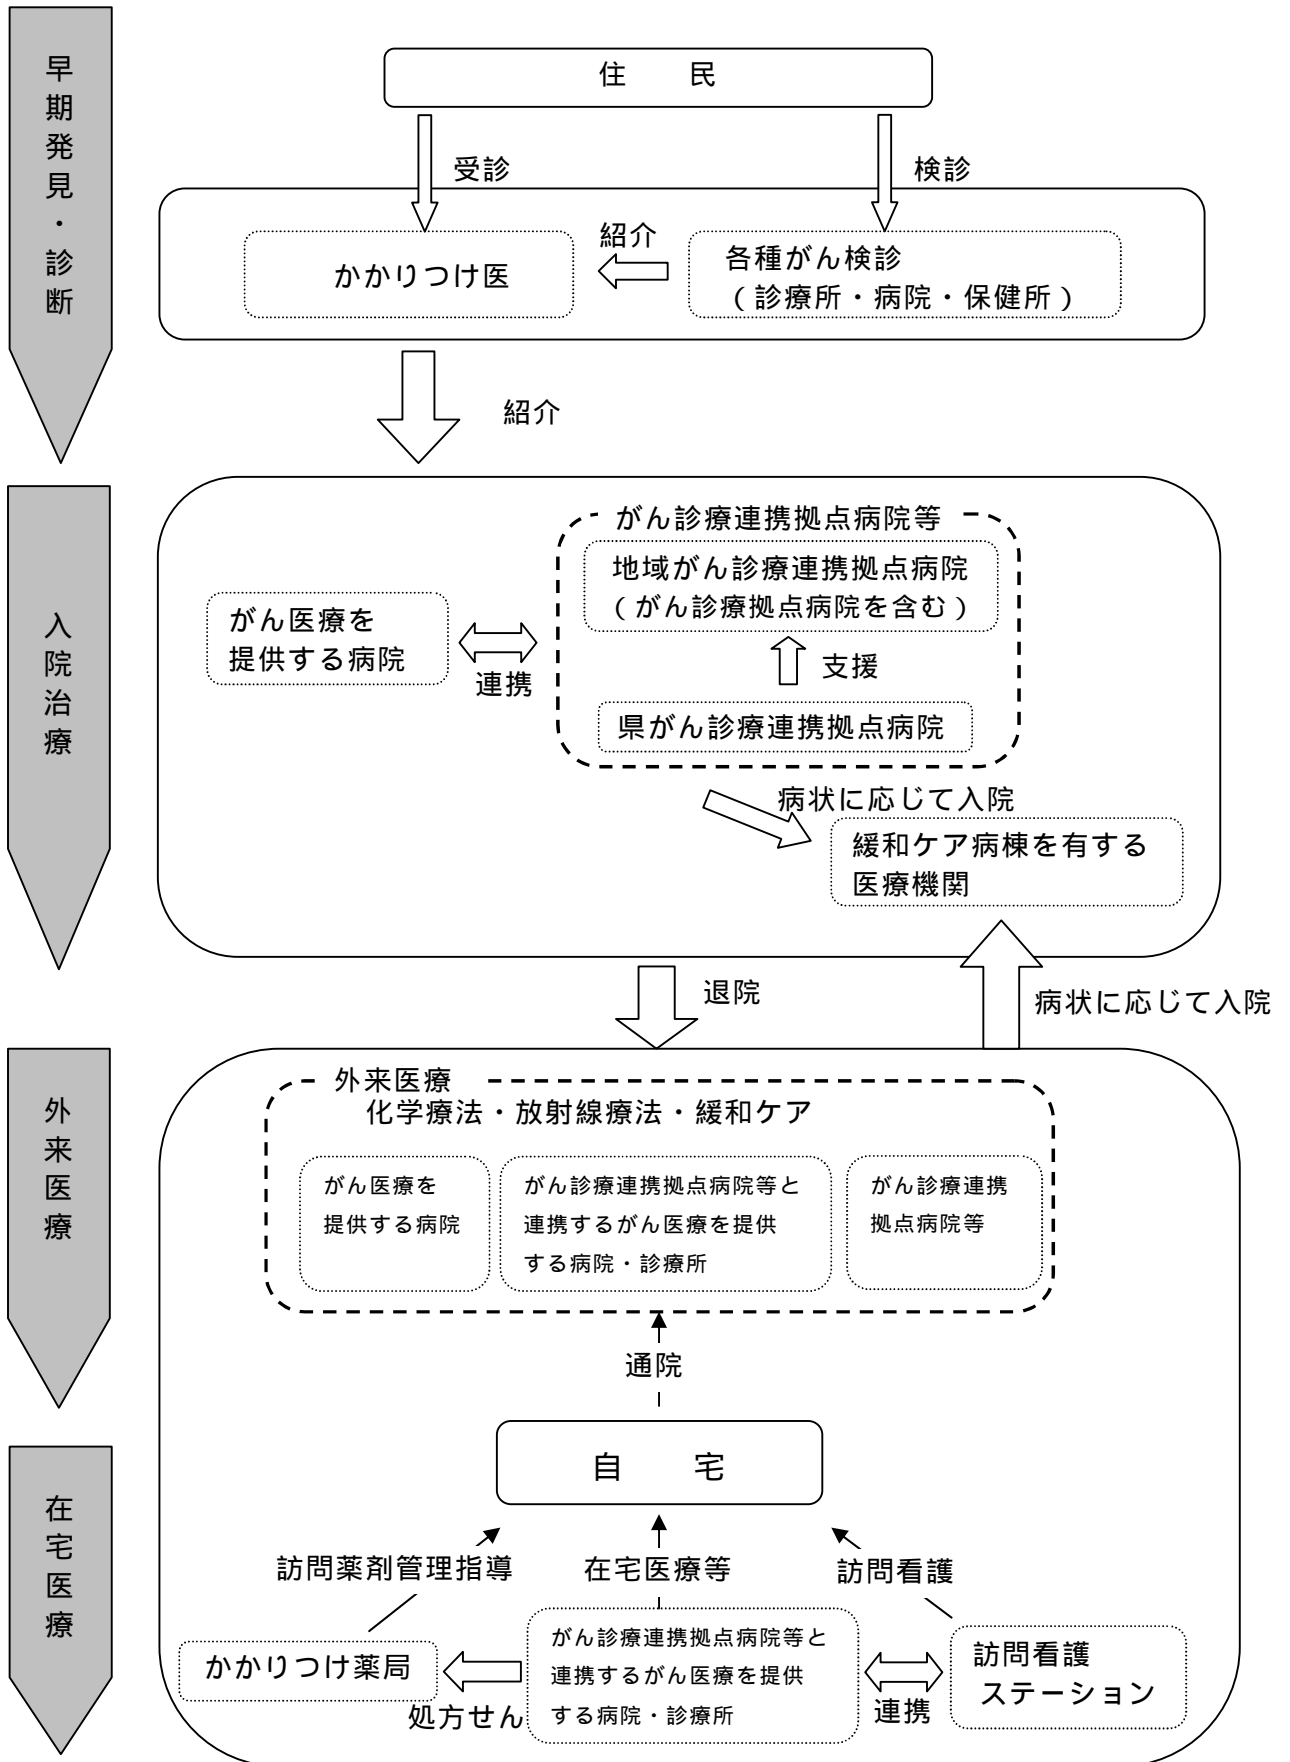 早期発見・診断
住　民
受診
検診
かかりつけ医
紹介
各種がん検診
（診療所・病院・保健所）
紹介
入院治療
がん診療連携拠点病院等
地域がん診療連携拠点病院
（がん診療拠点病院を含む）
がん医療を
提供する病院
連携
支援
県がん診療連携拠点病院
病状に応じて入院
緩和ケア病棟を有する
医療機関
退院
病状に応じて入院
外来医療
外来医療
化学療法・放射線療法・緩和ケア
がん医療を
提供する病院
がん診療連携拠点病院等と
連携するがん医療を提供
する病院・診療所
がん診療連携
拠点病院等
通院
自　宅
在宅医療
訪問薬剤管理指導
在宅医療等
訪問看護
かかりつけ薬局
処方せん
がん診療連携拠点病院等と
連携するがん医療を提供
する病院・診療所
連携
訪問看護
ステーション